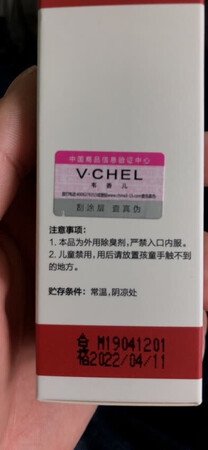 中国商品信息验证中心
V·CHEL
刮涂层 查真伪
注意事项：
1. 本品为外用除臭剂，严禁入口内服。
2. 儿童禁用，用后请放置孩童手触不到
的地方。
贮存条件：常温，阴凉处
合格 M19041201
2022/04/11